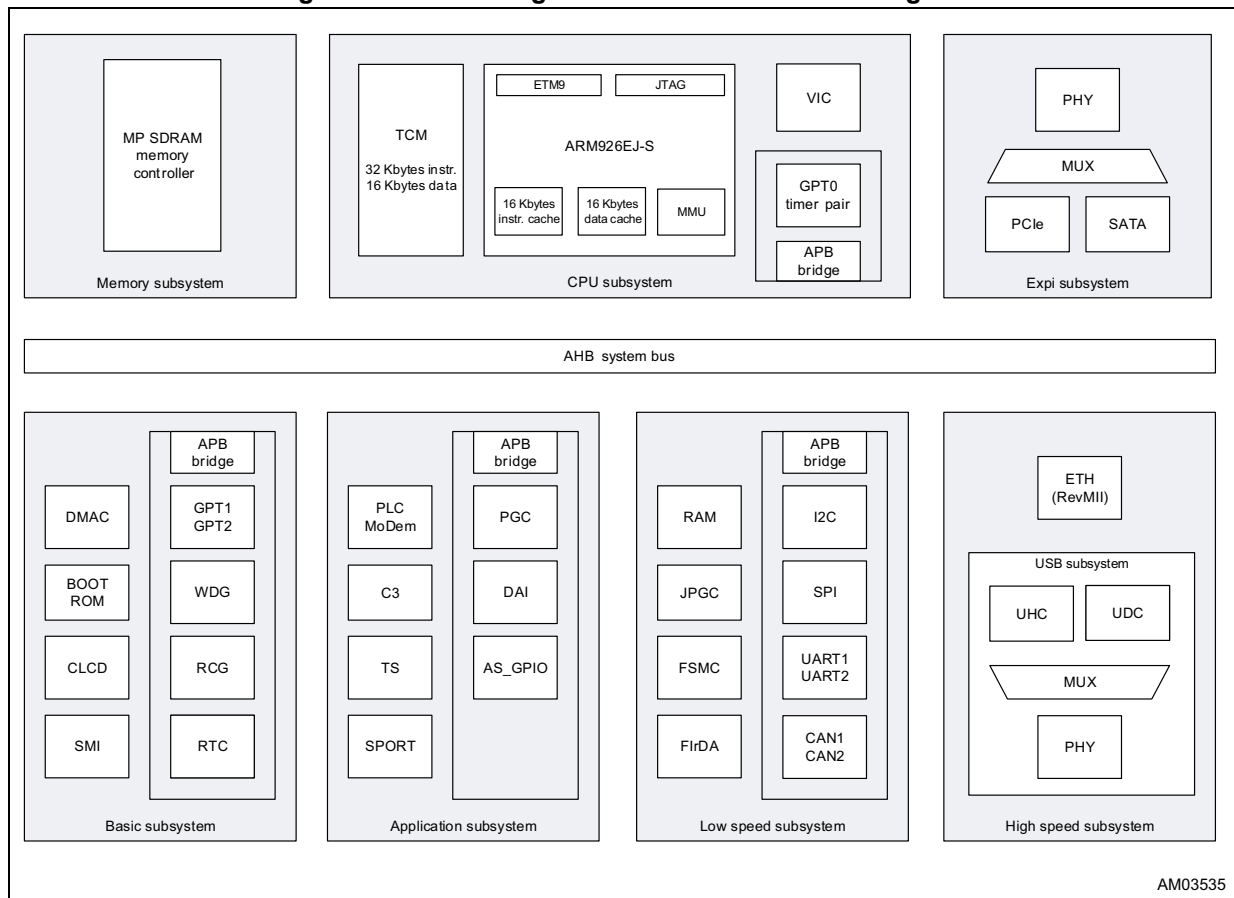 MP SDRAM
memory
controller
Memory subsystem
TCM
32 Kbytes instr.
16 Kbytes data
ETM9
JTAG
ARM926EJ-S
16 Kbytes
instr. cache
16 Kbytes
data cache
MMU
VIC
GPT0
timer pair
APB
bridge
CPU subsystem
PHY
MUX
PCIe
SATA
Expi subsystem
AHB system bus
DMAC
BOOT
ROM
CLCD
SMI
APB
bridge
GPT1
GPT2
WDG
RCG
RTC
Basic subsystem
PLC
MoDem
C3
TS
SPORT
APB
bridge
PGC
DAI
AS_GPIO
Application subsystem
RAM
JPGC
FSMC
FIrDA
APB
bridge
I2C
SPI
UART1
UART2
CAN1
CAN2
Low speed subsystem
ETH
(RevMII)
USB subsystem
UHC
UDC
MUX
PHY
High speed subsystem
AM03535